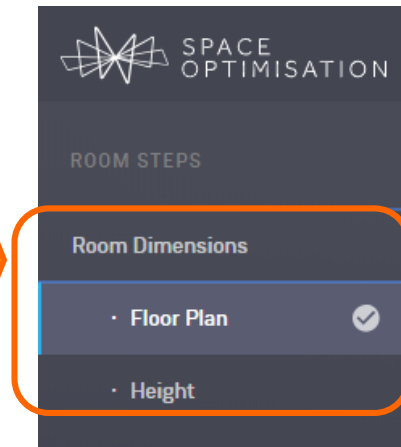 SPACE
OPTIMISATION
ROOM STEPS
Room Dimensions
· Floor Plan
· Height